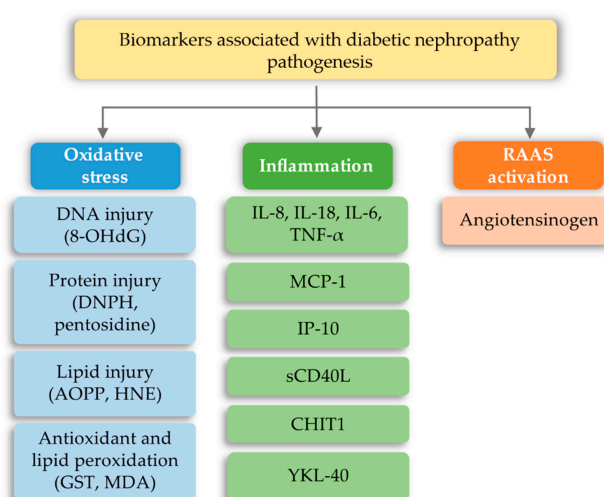 Biomarkers associated with diabetic nephropathy
pathogenesis
Oxidative
stress
DNA injury
(8-OHdG)
Protein injury
(DNPH,
pentosidine)
Lipid injury
(AOPP, HNE)
Antioxidant and
lipid peroxidation
(GST, MDA)
Inflammation
IL-8, IL-18, IL-6,
TNF-α
MCP-1
IP-10
sCD40L
CHIT1
YKL-40
RAAS
activation
Angiotensinogen